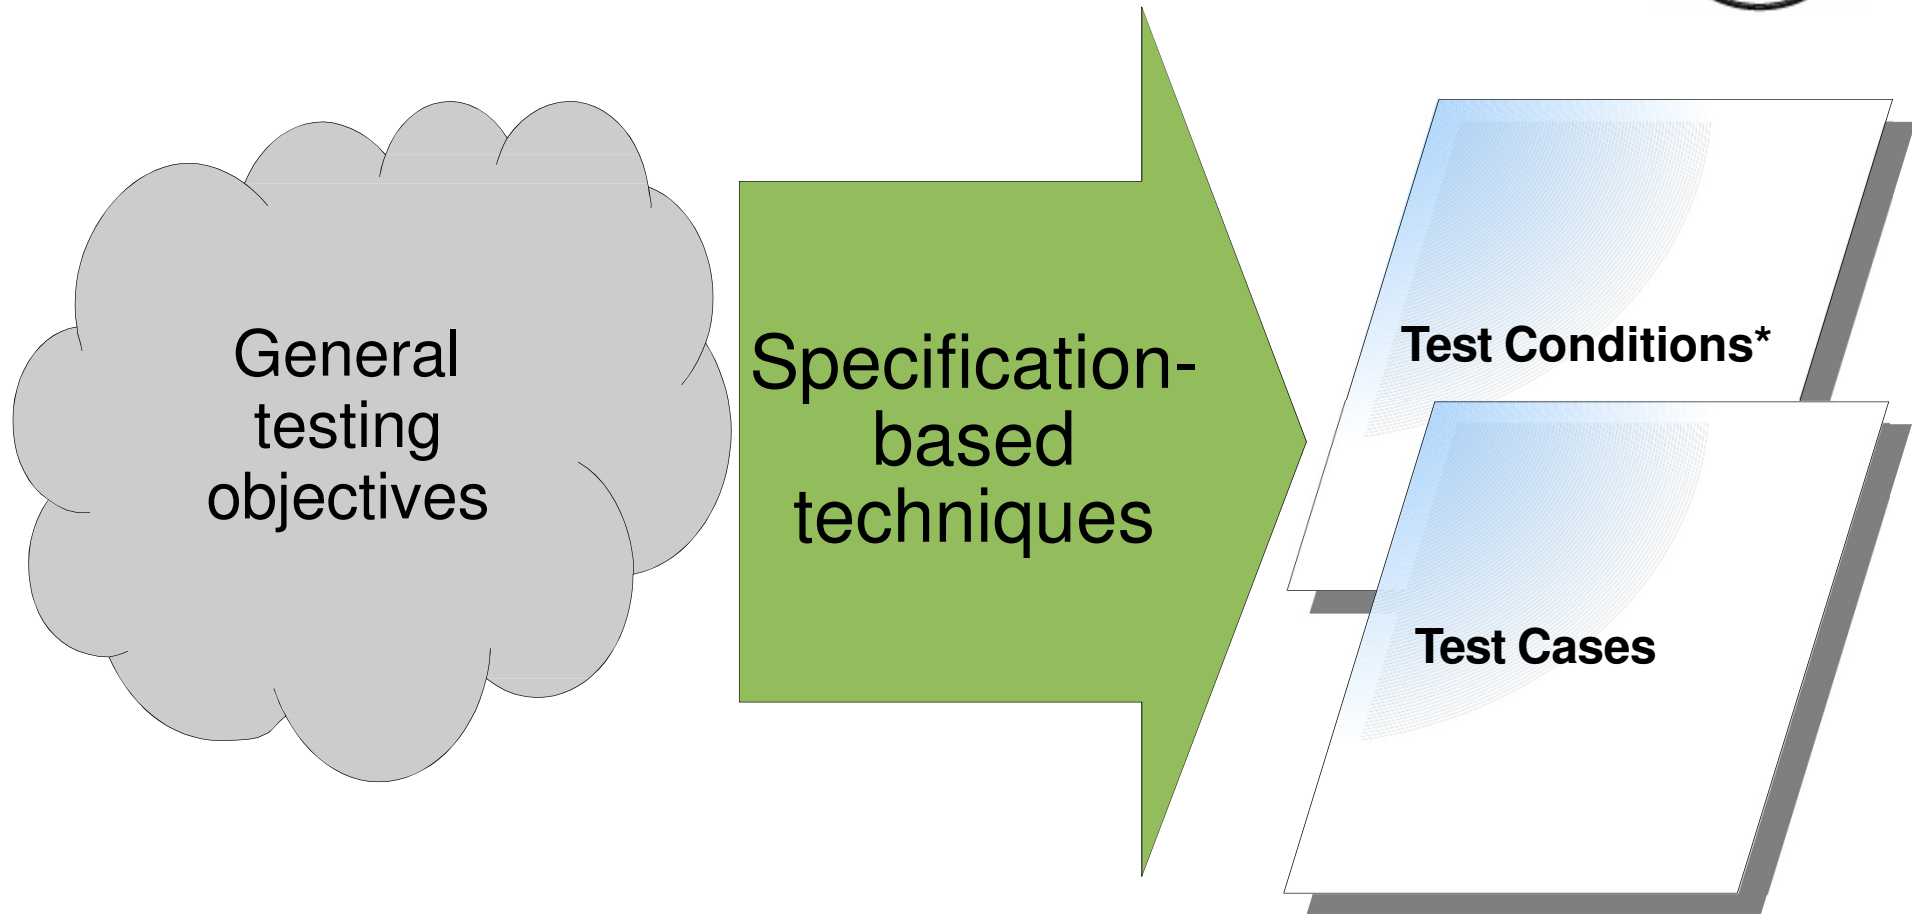 General
testing
objectives
Specification-
based
techniques
Test Conditions*
Test Cases